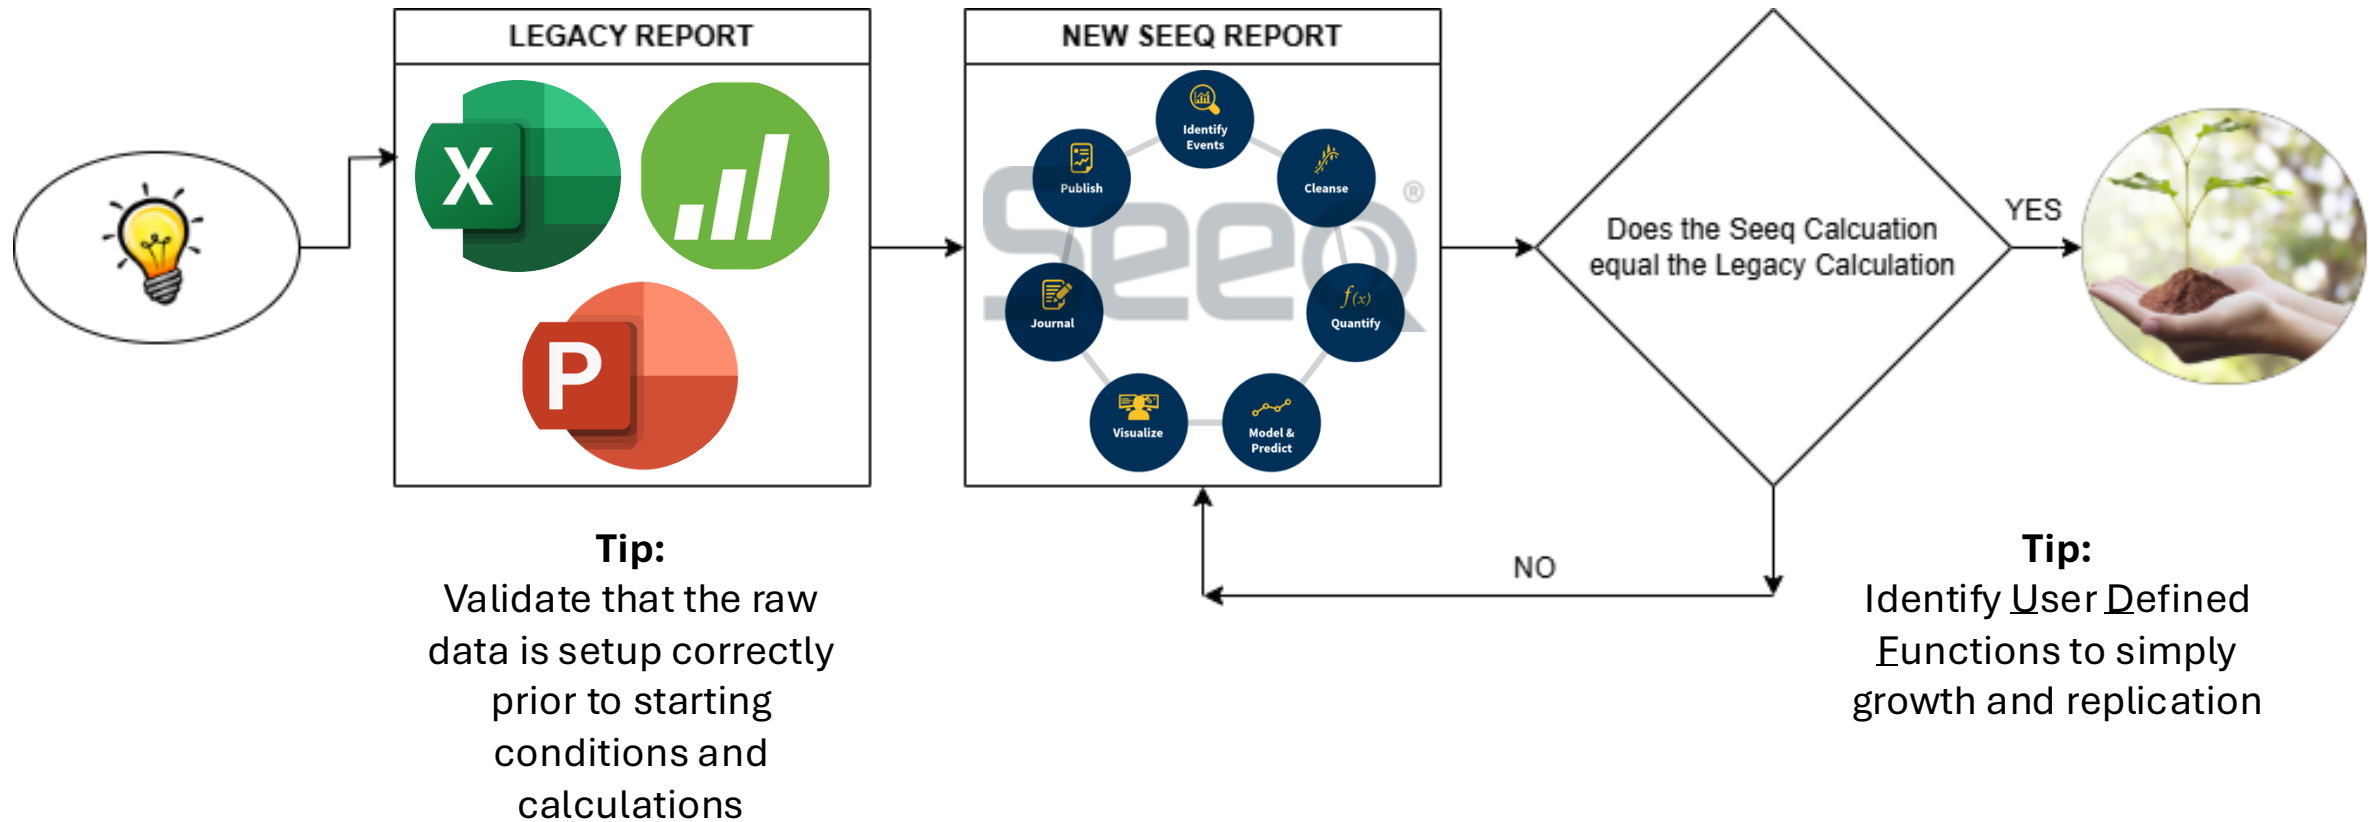 LEGACY REPORT
X
P
NEW SEEQ REPORT
Seeq®
Identify
Events
Cleanse
Quantify
f(x)
Model &
Predict
Visualize
Journal
Publish
Does the Seeq Calcuation
equal the Legacy Calculation
YES
NO
Tip:
Validate that the raw
data is setup correctly
prior to starting
conditions and
calculations
Tip:
Identify User Defined
Functions to simply
growth and replication